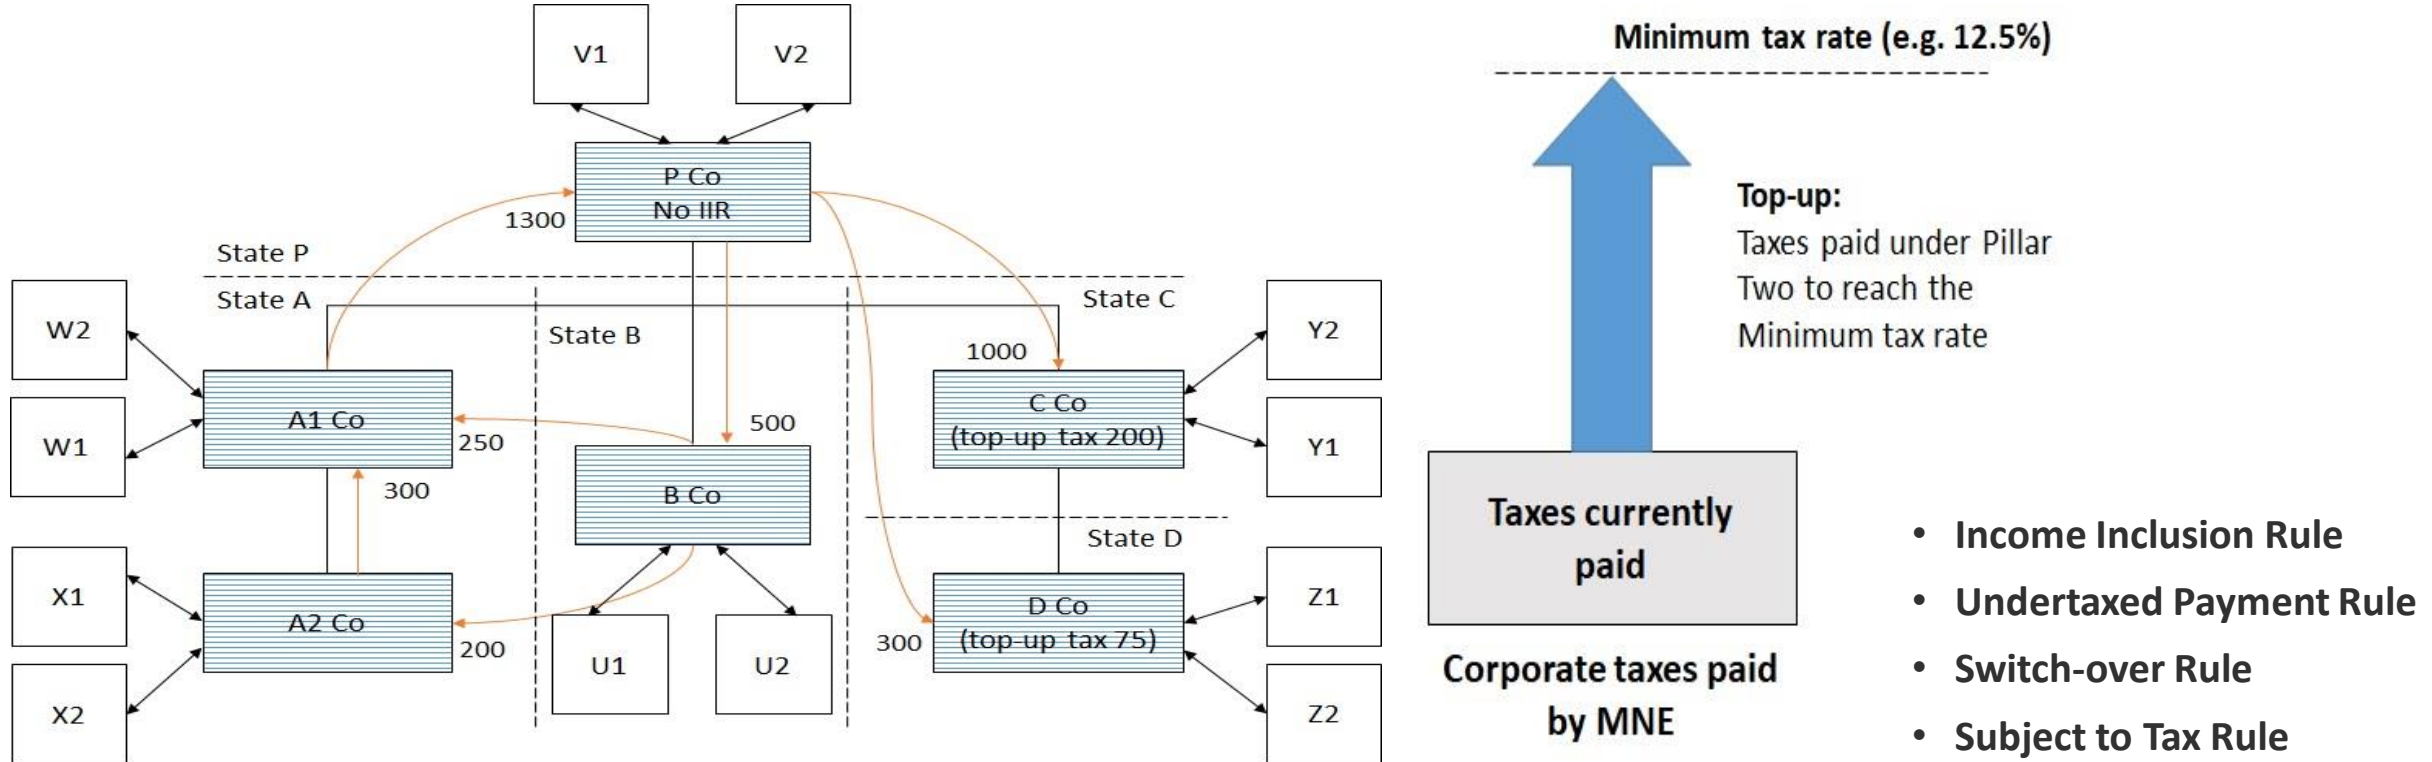 V1
V2
P Co
No IIR
1300
State P
State A
State C
State B
W2
W1
A1 Co
250
300
500
1000
C Co
(top-up tax 200)
Y2
Y1
B Co
State D
X1
X2
A2 Co
200
U1
U2
300
D Co
(top-up tax 75)
Z1
Z2
Minimum tax rate (e.g. 12.5%)
Top-up:
Taxes paid under Pillar
Two to reach the
Minimum tax rate
Taxes currently
paid
Corporate taxes paid
by MNE
• Income Inclusion Rule
• Undertaxed Payment Rule
• Switch-over Rule
• Subject to Tax Rule